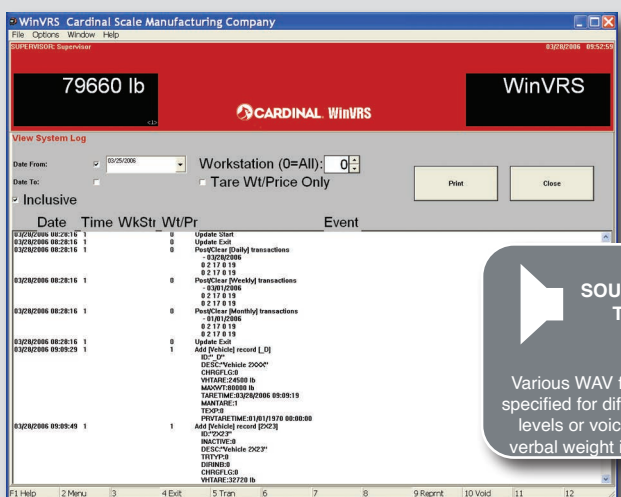 WinVRS Cardinal Scale Manufacturing Company
File Options Window Help
SUPERVISOR: Supervisor 03/28/2006 09:52:59
79660 lb
<1>
CARDINAL WinVRS
WinVRS
View System Log
Date From: 03/25/2006
Workstation (0=All): 0
Date To:
Tare Wt/Price Only
Print
Close
Inclusive
Date Time WkStr Wt/Pr Event
03/28/2006 08:28:16 1 0 Update Start
03/28/2006 08:28:16 1 0 Update Exit
03/28/2006 08:28:16 1 0 Post/Clear [Daily] transactions
- 03/28/2006
0 2 17 0 19
0 2 17 0 19
03/28/2006 08:28:16 1 0 Post/Clear [Weekly] transactions
- 03/01/2006
0 2 17 0 19
0 2 17 0 19
03/28/2006 08:28:16 1 0 Post/Clear [Monthly] transactions
- 01/01/2006
0 2 17 0 19
0 2 17 0 19
03/28/2006 08:28:16 1 0 Update Exit
03/28/2006 09:09:29 1 1 Add [Vehicle] record [_D]
ID:"_D"
DESC:"Vehicle 2XXX"
CHRGFLG:0
VHTARE:24500 lb
MAXWT:80000 lb
TARETIME:03/28/2006 09:09:19
MANTARE:1
TEXP:0
PRVTARETIME:01/01/1970 00:00:00
03/28/2006 09:09:49 1 1 Add [Vehicle] record [2X23]
ID:"2X23"
INACTIVE:0
DESC:"Vehicle 2X23"
TRTYP:0
DIRINB:0
CHRGFLG:0
VHTARE:32720 lb
F1 Help 2 Menu 3 4 Exit 5 Tran 6 7 8 9 Reprnt 10 Void 11 12
SOU
T
Various WAV f
specified for dif
levels or voic
verbal weight i